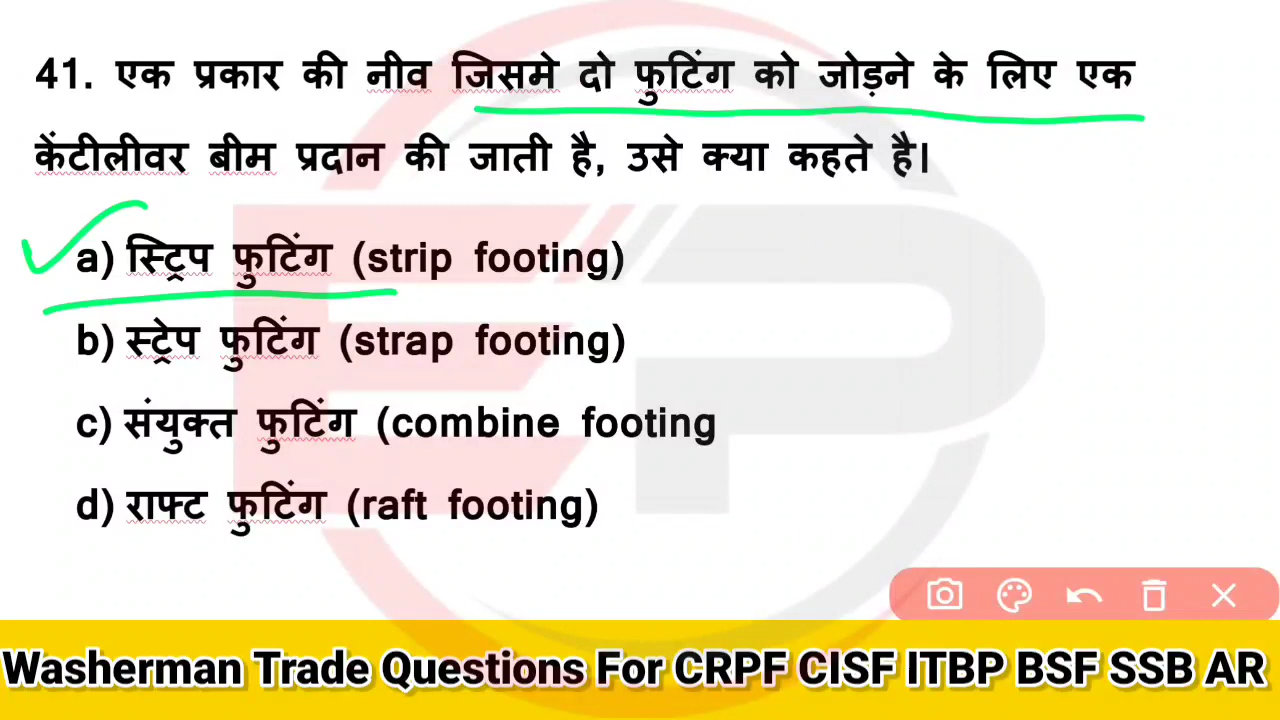 41. एक प्रकार की नीव जिसमे दो फुटिंग को जोड़ने के लिए एक
केंटीलीवर बीम प्रदान की जाती है, उसे क्या कहते है।
a) स्ट्रिप फुटिंग (strip footing)
b) स्ट्रेप फुटिंग (strap footing)
c) संयुक्त फुटिंग (combine footing
d) राफ्ट फुटिंग (raft footing)
Washerman Trade Questions For CRPF CISF ITBP BSF SSB AR